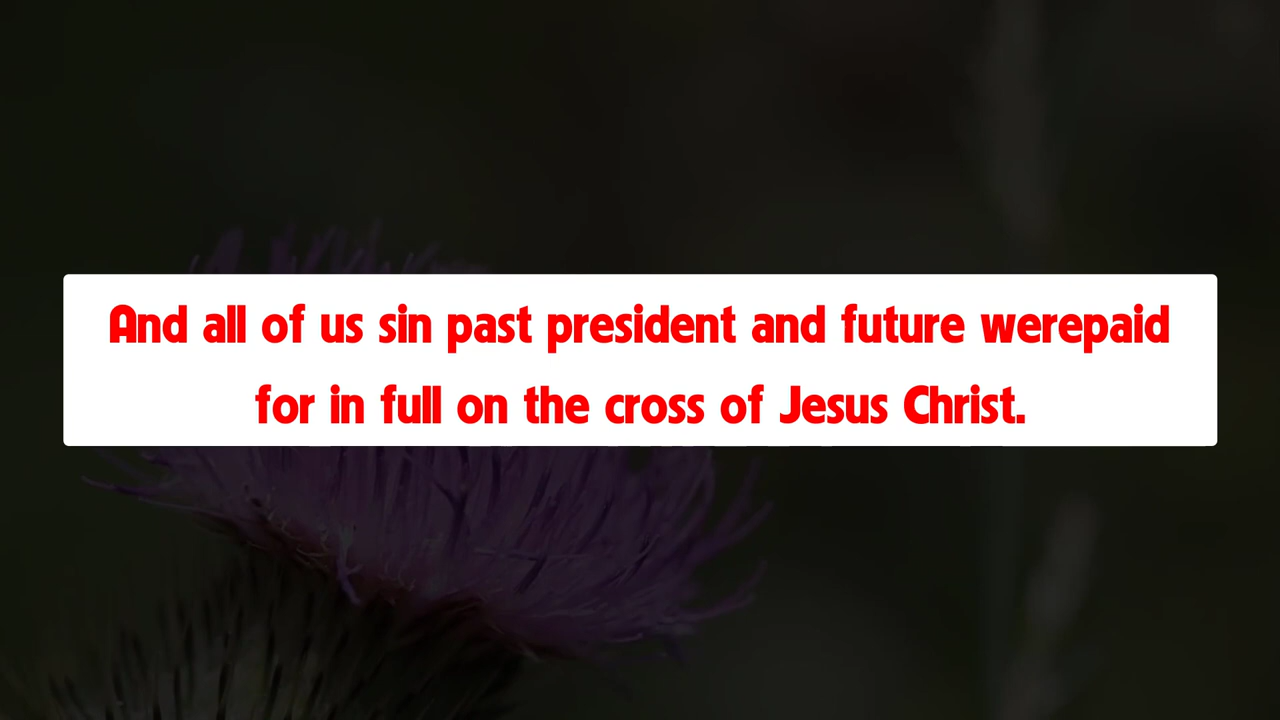 And all of us sin past president and future werepaid
for in full on the cross of Jesus Christ.